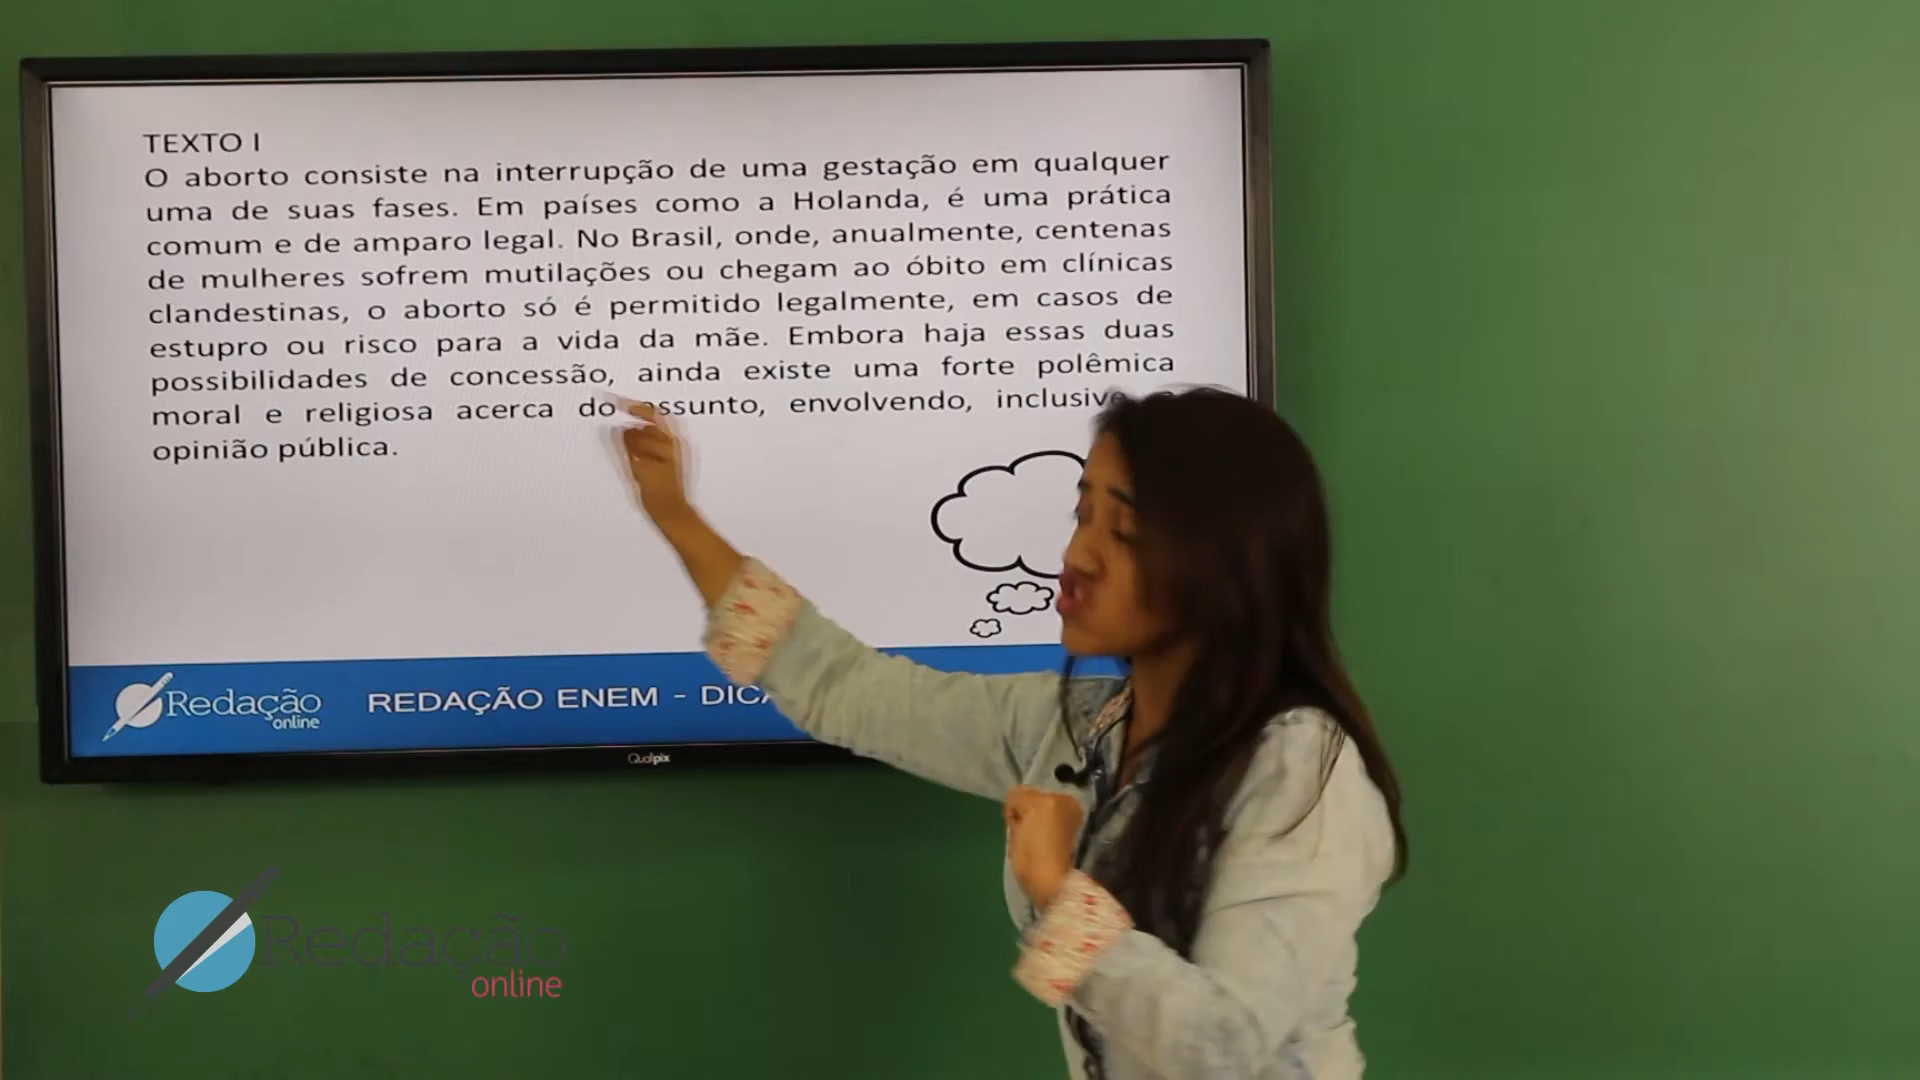 TEXTO I
O aborto consiste na interrupção de uma gestação em qualquer
uma de suas fases. Em países como a Holanda, é uma prática
comum e de amparo legal. No Brasil, onde, anualmente, centenas
de mulheres sofrem mutilações ou chegam ao óbito em clínicas
clandestinas, o aborto só é permitido legalmente, em casos de
estupro ou risco para a vida da mãe. Embora haja essas duas
possibilidades de concessão, ainda existe uma forte polêmica
moral e religiosa acerca do assunto, envolvendo, inclusive
opinião pública.
Redação
online
REDAÇÃO ENEM - DICA
Qualpix
Redação
online